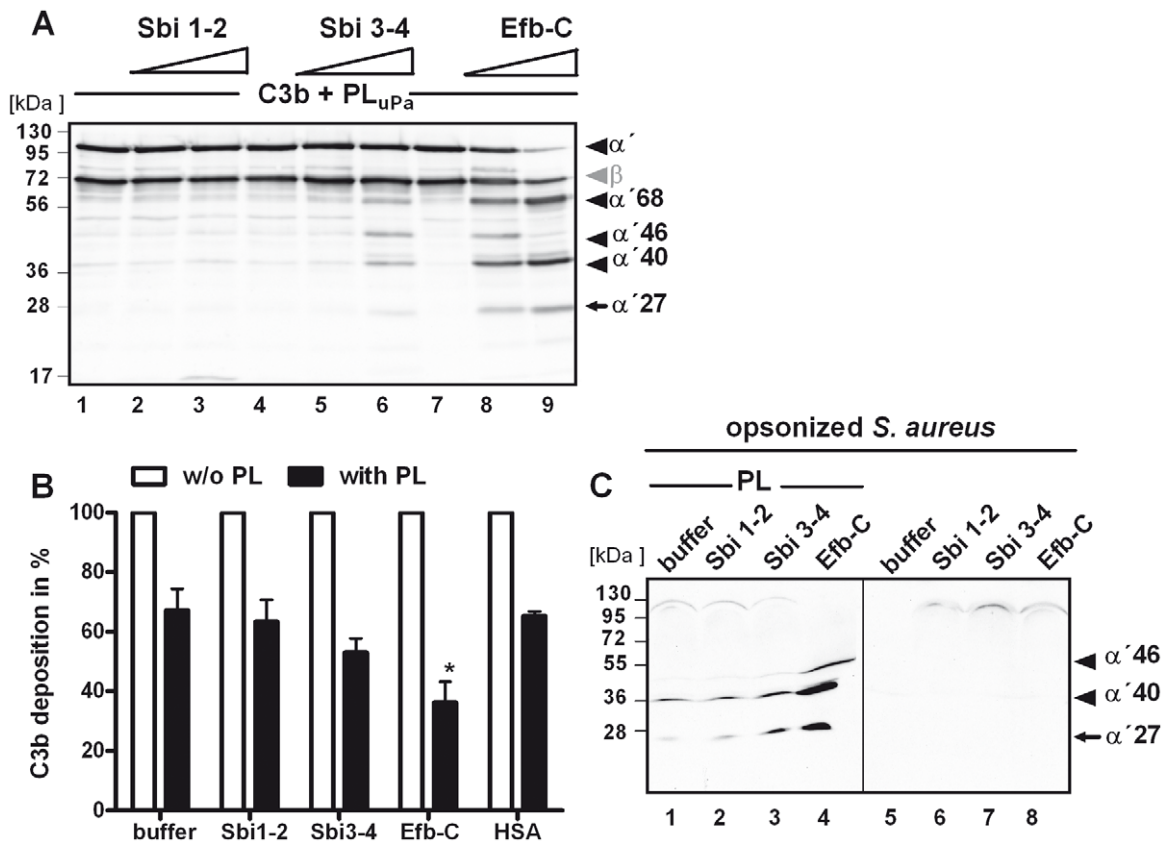 A
Sbi 1-2 Sbi 3-4 Efb-C
[kDa ] C3b + PLuPa
130
95
72
56
36
28
17
α´
β
α´68
α´46
α´40
α´27
1 2 3 4 5 6 7 8 9
B
w/o PL with PL
C3b deposition in %
100
80
60
40
20
0
*
buffer Sbi1-2 Sbi3-4 Efb-C HSA
opsonized S. aureus
C
PL
[kDa ] buffer Sbi 1-2 Sbi 3-4 Efb-C buffer Sbi 1-2 Sbi 3-4 Efb-C
130
95
72
55
36
28
α´46
α´40
α´27
1 2 3 4 5 6 7 8